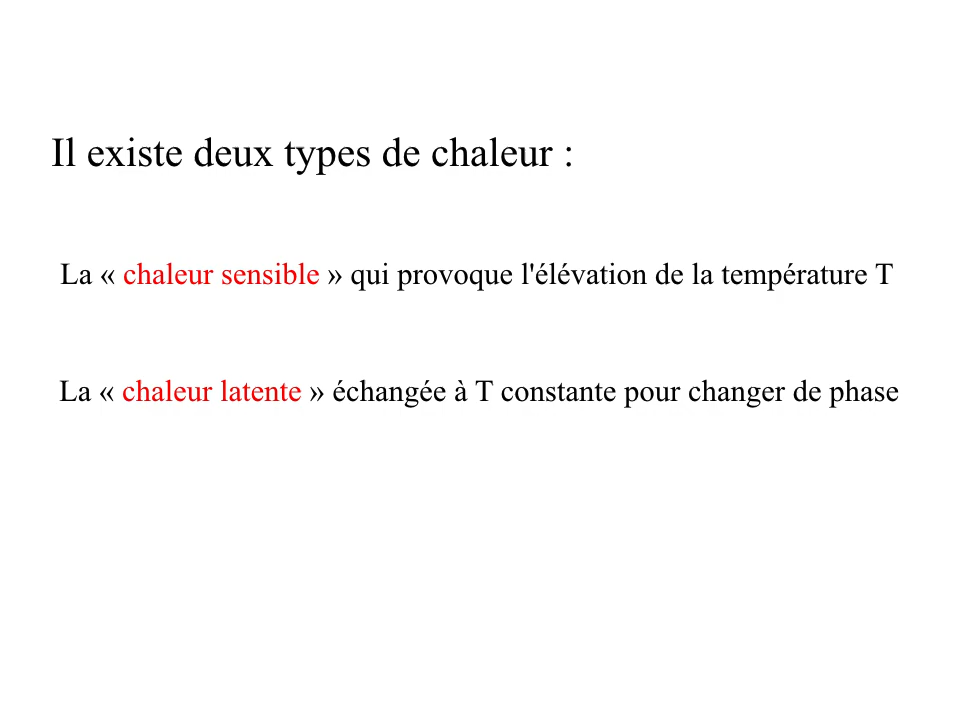 Il existe deux types de chaleur :
La « chaleur sensible » qui provoque l'élévation de la température T
La « chaleur latente » échangée à T constante pour changer de phase